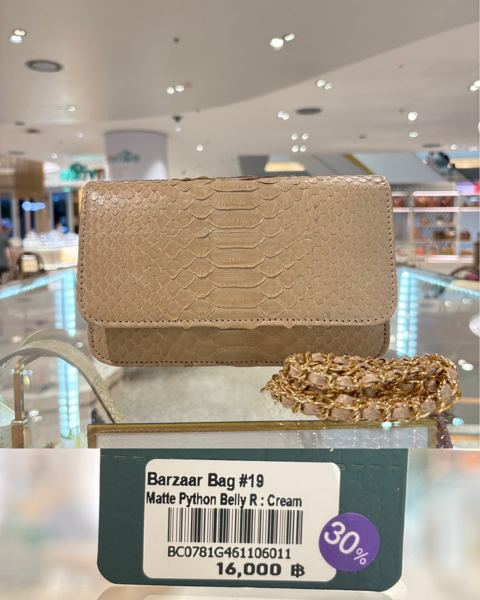 Barzaar Bag #19
Matte Python Belly R : Cream
BC0781G461106011
16,000 ฿
30%